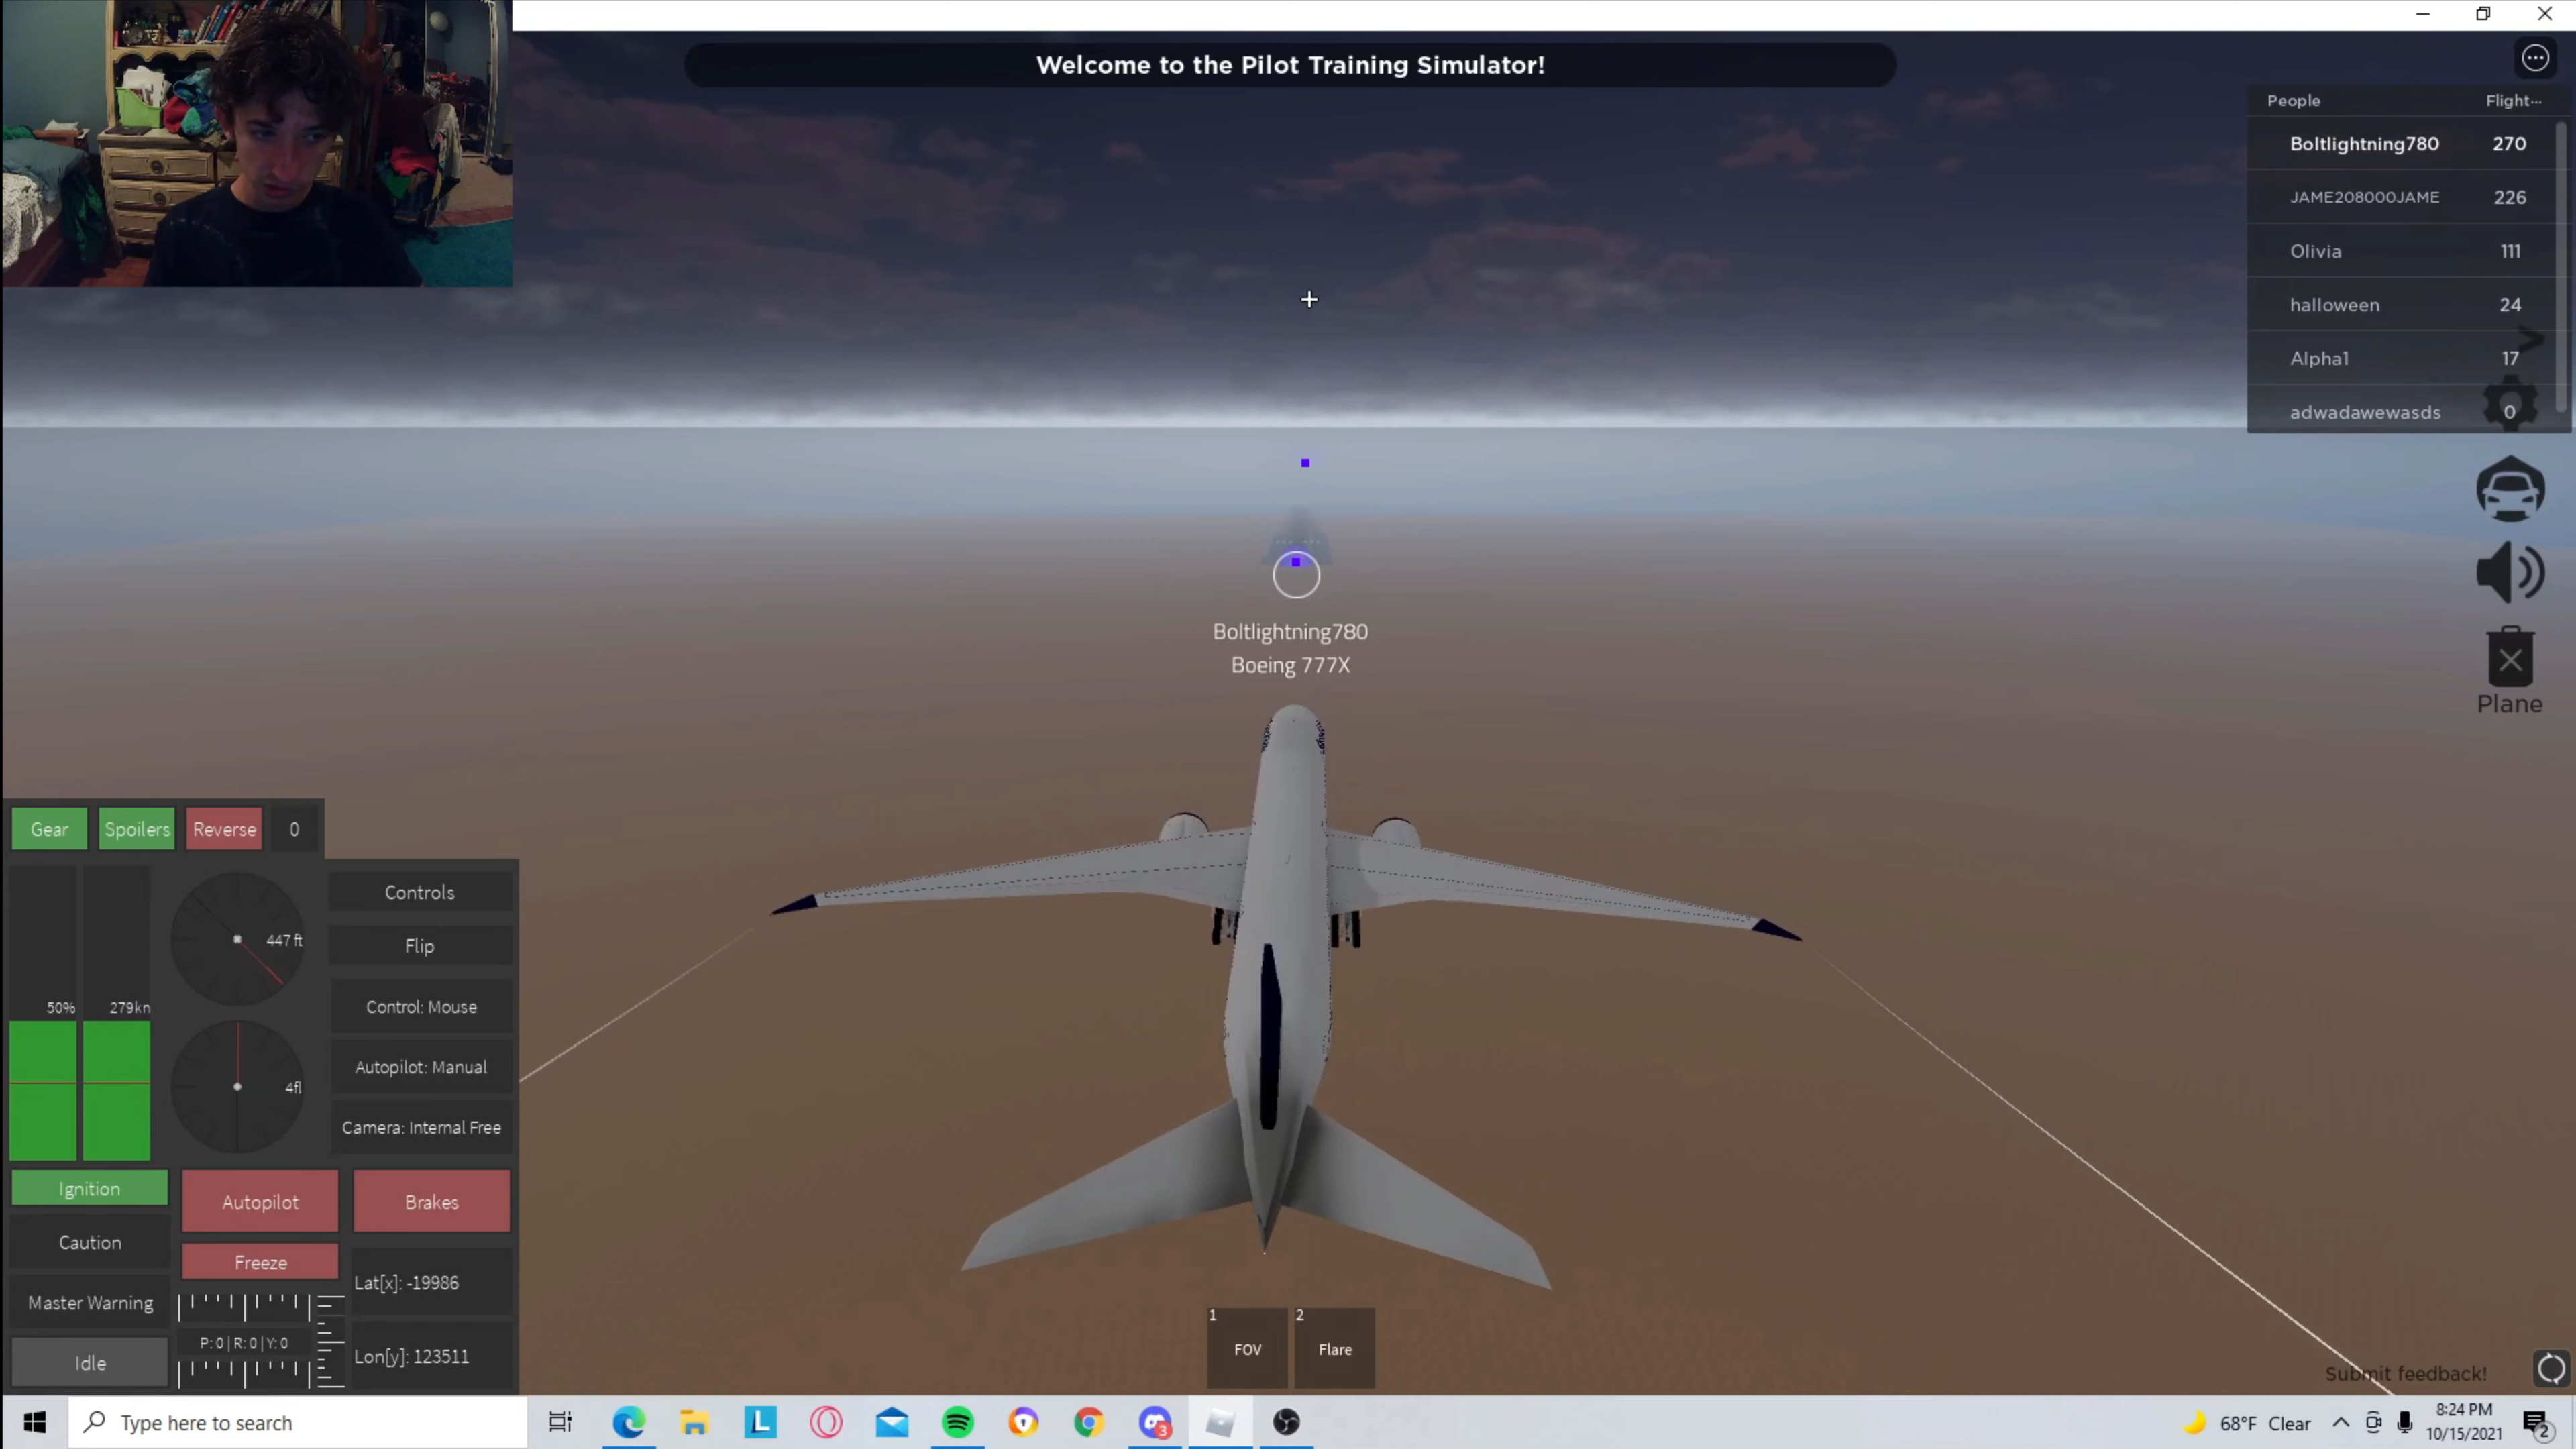 Welcome to the Pilot Training Simulator!
People Flight...
Boltlightning780 270
JAME208000JAME 226
Olivia 111
halloween 24
>
Alpha1 17
adwadawewasds 0
Boltlightning780
Boeing 777X
Plane
Gear Spoilers Reverse 0
Controls
447 ft
Flip
50% 279kn
Control: Mouse
Autopilot: Manual
4fl
Camera: Internal Free
Ignition Autopilot Brakes
Caution
Freeze
Lat[x]: -19986
Master Warning
P: 0 | R: 0 | Y: 0
Lon[y]: 123511
Idle
1 2
FOV Flare
Submit feedback!
Type here to search
L
3
68°F Clear
8:24 PM
10/15/2021
2